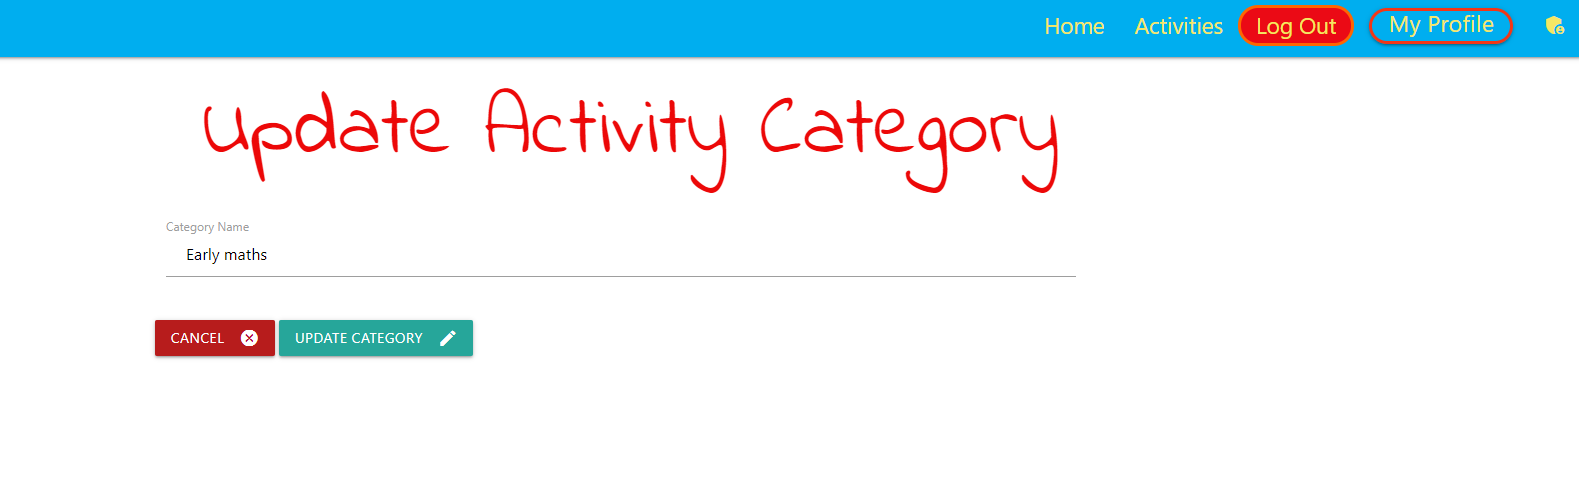 Home Activities Log Out My Profile
Update Activity Category
Category Name
Early maths
CANCEL UPDATE CATEGORY